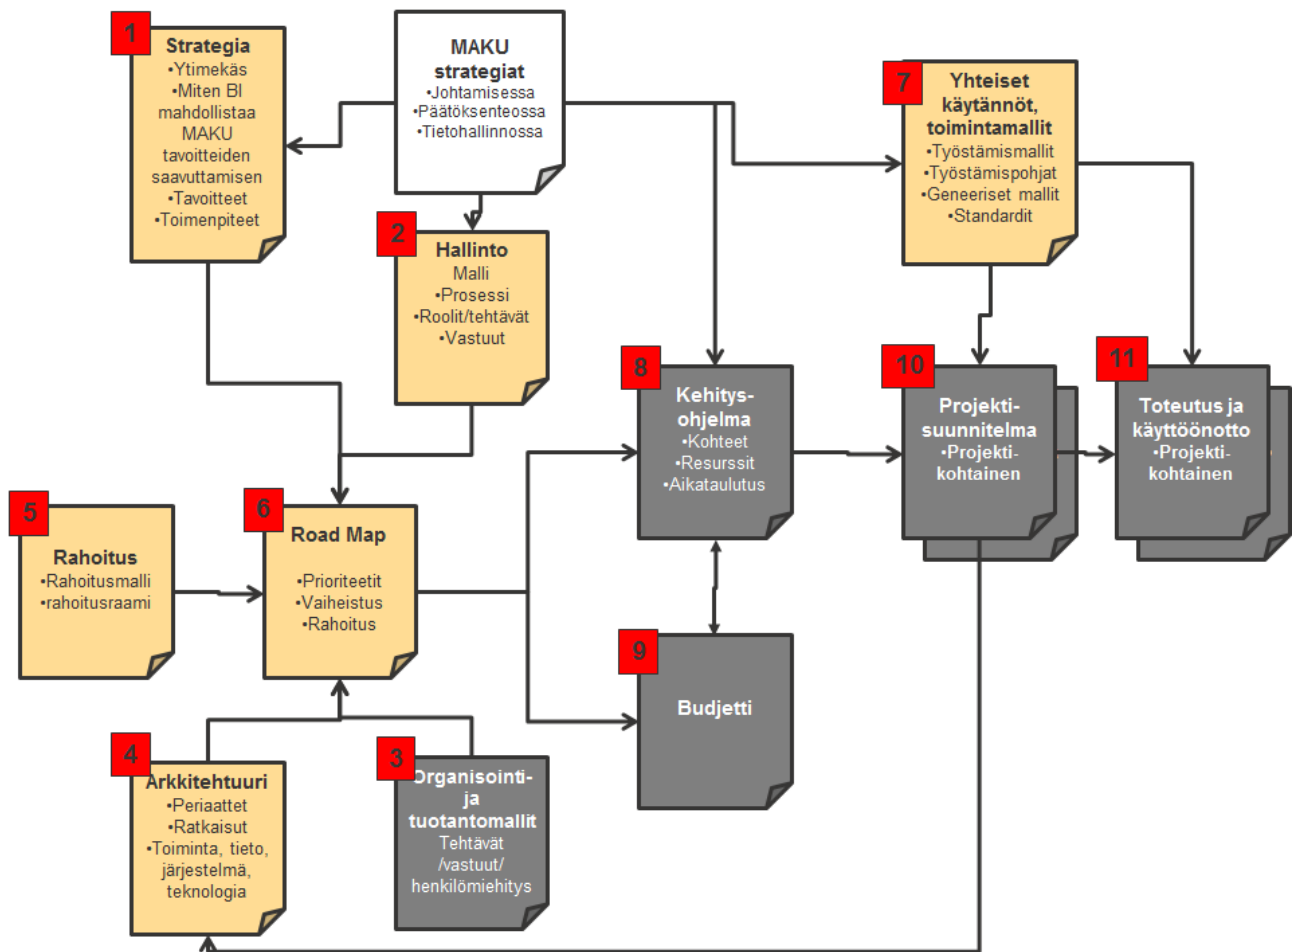 1
Strategia
•Ytimekäs
•Miten BI
mahdollistaa
MAKU
tavoitteiden
saavuttamisen
•Tavoitteet
•Toimenpiteet
MAKU
strategiat
•Johtamisessa
•Päätöksenteossa
•Tietohallinnossa
7
Yhteiset
käytännöt,
toimintamallit
•Työstämismallit
•Työstämispohjat
•Geneeriset mallit
•Standardit
2
Hallinto
Malli
•Prosessi
•Roolit/tehtävät
•Vastuut
8
Kehitys-
ohjelma
•Kohteet
•Resurssit
•Aikataulutus
10
Projekti-
suunnitelma
•Projekti-
kohtainen
11
Toteutus ja
käyttöönotto
•Projekti-
kohtainen
5
Rahoitus
•Rahoitusmalli
•rahoitusraami
6
Road Map
•Prioriteetit
•Vaiheistus
•Rahoitus
9
Budjetti
4
Arkkitehtuuri
•Periaattet
•Ratkaisut
•Toiminta, tieto,
järjestelmä,
teknologia
3
Organisointi-
ja
tuotantomallit
Tehtävät
/vastuut/
henkilömiehitys